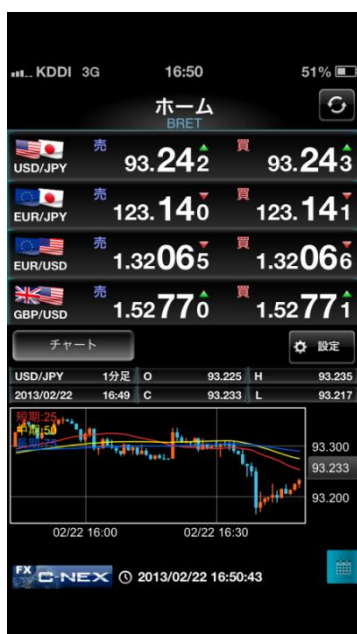 KDDI 3G 16:50 51%
ホーム
BRET
USD/JPY 売 93.242 買 93.243
EUR/JPY 売 123.140 買 123.141
EUR/USD 売 1.32065 買 1.32066
GBP/USD 売 1.52770 買 1.52771
チャート 設定
USD/JPY 1分足 O 93.225 H 93.235
2013/02/22 16:49 C 93.233 L 93.217
短期:25
中期:50
長期:75
93.300
93.233
93.200
02/22 16:00 02/22 16:30
FX C-NEX 2013/02/22 16:50:43